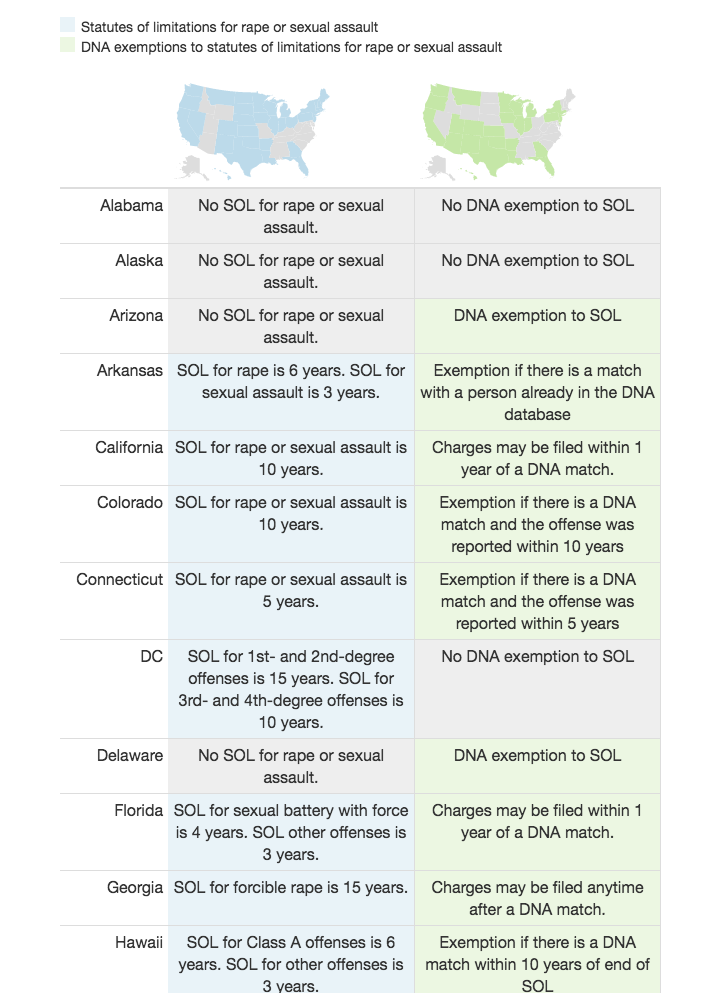 Statutes of limitations for rape or sexual assault
DNA exemptions to statutes of limitations for rape or sexual assault
Alabama
No SOL for rape or sexual
assault.
No DNA exemption to SOL
Alaska
No SOL for rape or sexual
assault.
No DNA exemption to SOL
Arizona
No SOL for rape or sexual
assault.
DNA exemption to SOL
Arkansas
SOL for rape is 6 years. SOL for
sexual assault is 3 years.
Exemption if there is a match
with a person already in the DNA
database
California
SOL for rape or sexual assault is
10 years.
Charges may be filed within 1
year of a DNA match.
Colorado
SOL for rape or sexual assault is
10 years.
Exemption if there is a DNA
match and the offense was
reported within 10 years
Connecticut
SOL for rape or sexual assault is
5 years.
Exemption if there is a DNA
match and the offense was
reported within 5 years
DC
SOL for 1st- and 2nd-degree
offenses is 15 years. SOL for
3rd- and 4th-degree offenses is
10 years.
No DNA exemption to SOL
Delaware
No SOL for rape or sexual
assault.
DNA exemption to SOL
Florida
SOL for sexual battery with force
is 4 years. SOL other offenses is
3 years.
Charges may be filed within 1
year of a DNA match.
Georgia
SOL for forcible rape is 15 years.
Charges may be filed anytime
after a DNA match.
Hawaii
SOL for Class A offenses is 6
years. SOL for other offenses is
3 years.
Exemption if there is a DNA
match within 10 years of end of
SOL